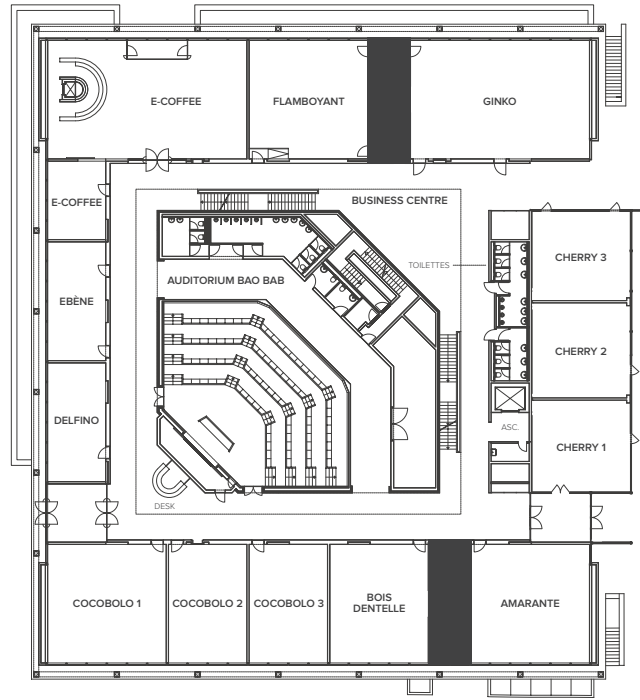 E-COFFEE
FLAMBOYANT
GINKO
E-COFFEE
BUSINESS CENTRE
EBÈNE
AUDITORIUM BAO BAB
TOILETTES
CHERRY 3
CHERRY 2
DELFINO
ASC.
CHERRY 1
DESK
COCOBOLO 1
COCOBOLO 2
COCOBOLO 3
BOIS
DENTELLE
AMARANTE